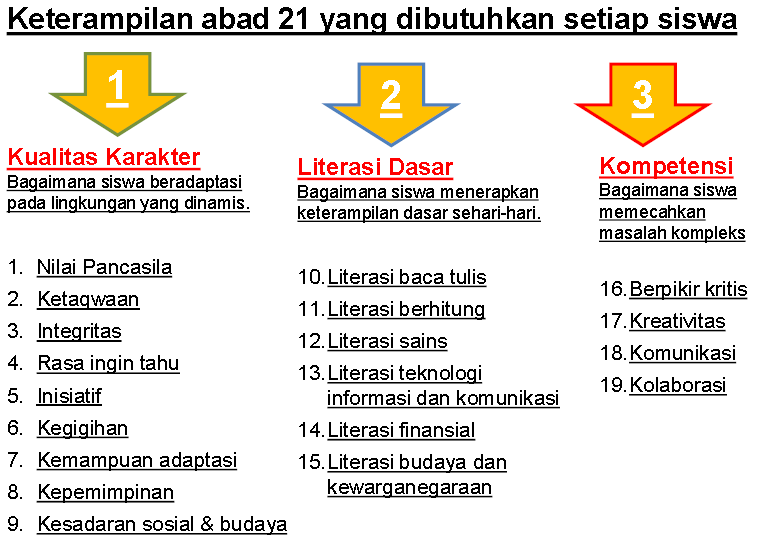 Keterampilan abad 21 yang dibutuhkan setiap siswa
1
Kualitas Karakter
Bagaimana siswa beradaptasi
pada lingkungan yang dinamis.
1. Nilai Pancasila
2. Ketaqwaan
3. Integritas
4. Rasa ingin tahu
5. Inisiatif
6. Kegigihan
7. Kemampuan adaptasi
8. Kepemimpinan
9. Kesadaran sosial & budaya
2
Literasi Dasar
Bagaimana siswa menerapkan
keterampilan dasar sehari-hari.
10. Literasi baca tulis
11. Literasi berhitung
12. Literasi sains
13. Literasi teknologi
informasi dan komunikasi
14. Literasi finansial
15. Literasi budaya dan
kewarganegaraan
3
Kompetensi
Bagaimana siswa
memecahkan
masalah kompleks
16. Berpikir kritis
17. Kreativitas
18. Komunikasi
19. Kolaborasi